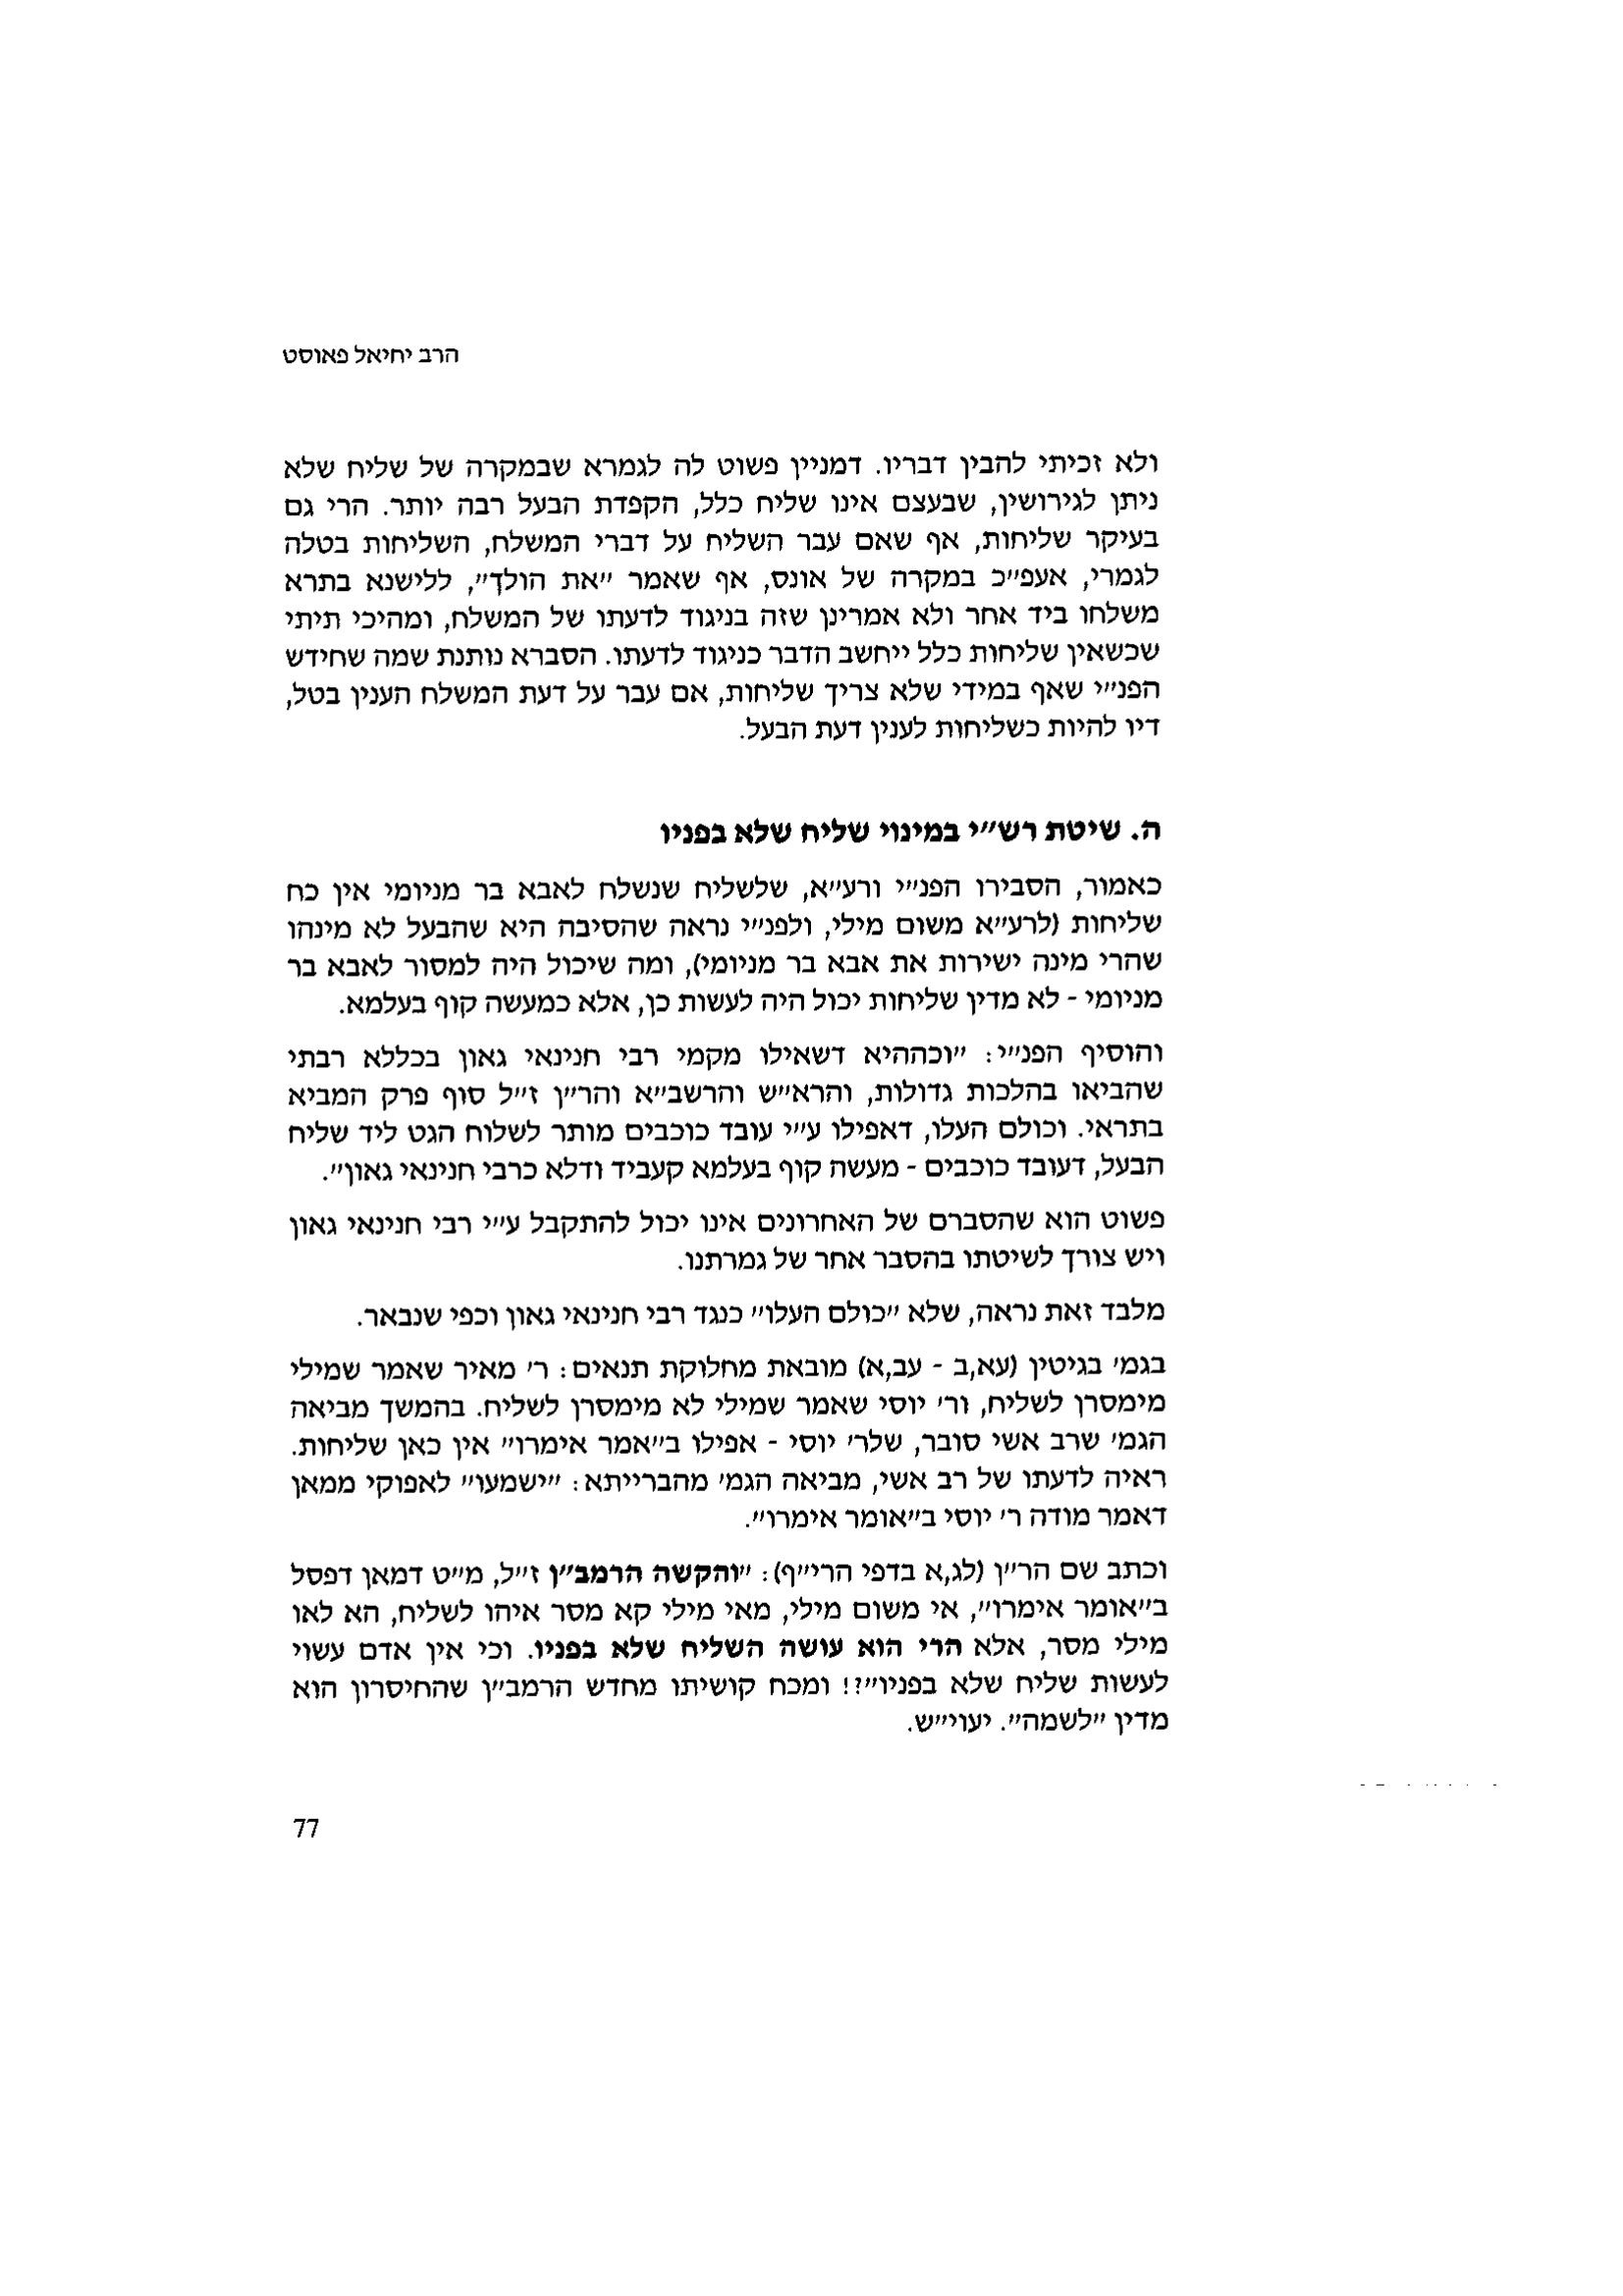 הרב יחיאל פאוסט
ולא זכיתי להבין דבריו. דמניין פשוט לה לגמרא שבמקרה של שליח שלא
ניתן לגירושין, שבעצם אינו שליח כלל, הקפדת הבעל רבה יותר. הרי גם
בעיקר שליחות, אף שאם עבר השליח על דברי המשלח, השליחות בטלה
לגמרי, אעפ״כ במקרה של אונס, אף שאמר ״את הולך״, ללישנא בתרא
משלחו ביד אחר ולא אמרינן שזה בניגוד לדעתו של המשלח, ומהיכי תיתי
שכשאין שליחות כלל ייחשב הדבר כניגוד לדעתו. הסברא נותנת שמה שחידש
הפנ״י שאף במידי שלא צריך שליחות, אם עבר על דעת המשלח הענין בטל,
דיו להיות כשליחות לענין דעת הבעל.
ה. שיטת רש״י במינוי שליח שלא בפניו
כאמור, הסבירו הפנ״י ורע״א, שלשליח שנשלח לאבא בר מניומי אין כח
שליחות (לרע״א משום מילי, ולפנ״י נראה שהסיבה היא שהבעל לא מינהו
שהרי מינה ישירות את אבא בר מניומי), ומה שיכול היה למסור לאבא בר
מניומי - לא מדין שליחות יכול היה לעשות כן, אלא כמעשה קוף בעלמא.
והוסיף הפנ״י: ״וכההיא דשאילו מקמי רבי חנינאי גאון בכללא רבתי
שהביאו בהלכות גדולות, והרא״ש והרשב״א והר״ן ז״ל סוף פרק המביא
בתראי. וכולם העלו, דאפילו ע״י עובד כוכבים מותר לשלוח הגט ליד שליח
הבעל, דעובד כוכבים - מעשה קוף בעלמא קעביד ודלא כרבי חנינאי גאון״.
פשוט הוא שהסברם של האחרונים אינו יכול להתקבל ע״י רבי חנינאי גאון
ויש צורך לשיטתו בהסבר אחר של גמרתנו.
מלבד זאת נראה, שלא ״כולם העלו״ כנגד רבי חנינאי גאון וכפי שנבאר.
בגמ׳ בגיטין (עא,ב - עב,א) מובאת מחלוקת תנאים: ר׳ מאיר שאמר שמילי
מימסרן לשליח, ור׳ יוסי שאמר שמילי לא מימסרן לשליח. בהמשך מביאה
הגמ׳ שרב אשי סובר, שלר׳ יוסי - אפילו ב״אמר אימרו״ אין כאן שליחות.
ראיה לדעתו של רב אשי, מביאה הגמ׳ מהברייתא: ״ישמעו״ לאפוקי ממאן
דאמר מודה ר׳ יוסי ב״אומר אימרו״.
וכתב שם הר״ן (לג,א בדפי הרי״ף): ״והקשה הרמב״ן ז״ל, מ״ט דמאן דפסל
ב״אומר אימרו״, אי משום מילי, מאי מילי קא מסר איהו לשליח, הא לאו
מילי מסר, אלא הרי הוא עושה השליח שלא בפניו. וכי אין אדם עשוי
לעשות שליח שלא בפניו״?! ומכח קושיתו מחדש הרמב״ן שהחיסרון הוא
מדין ״לשמה״. יעוי״ש.
77